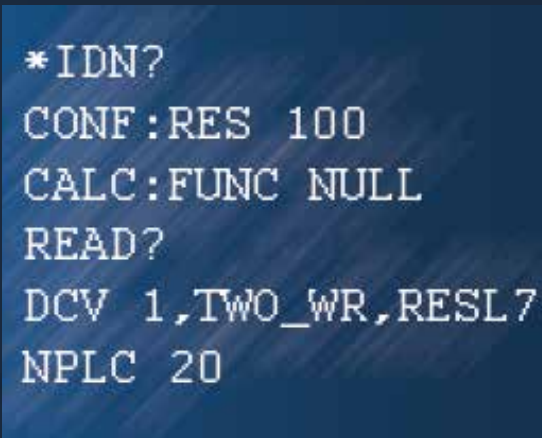 *IDN?
CONF:RES 100
CALC:FUNC NULL
READ?
DCV 1,TWO_WR,RESL7
NPLC 20